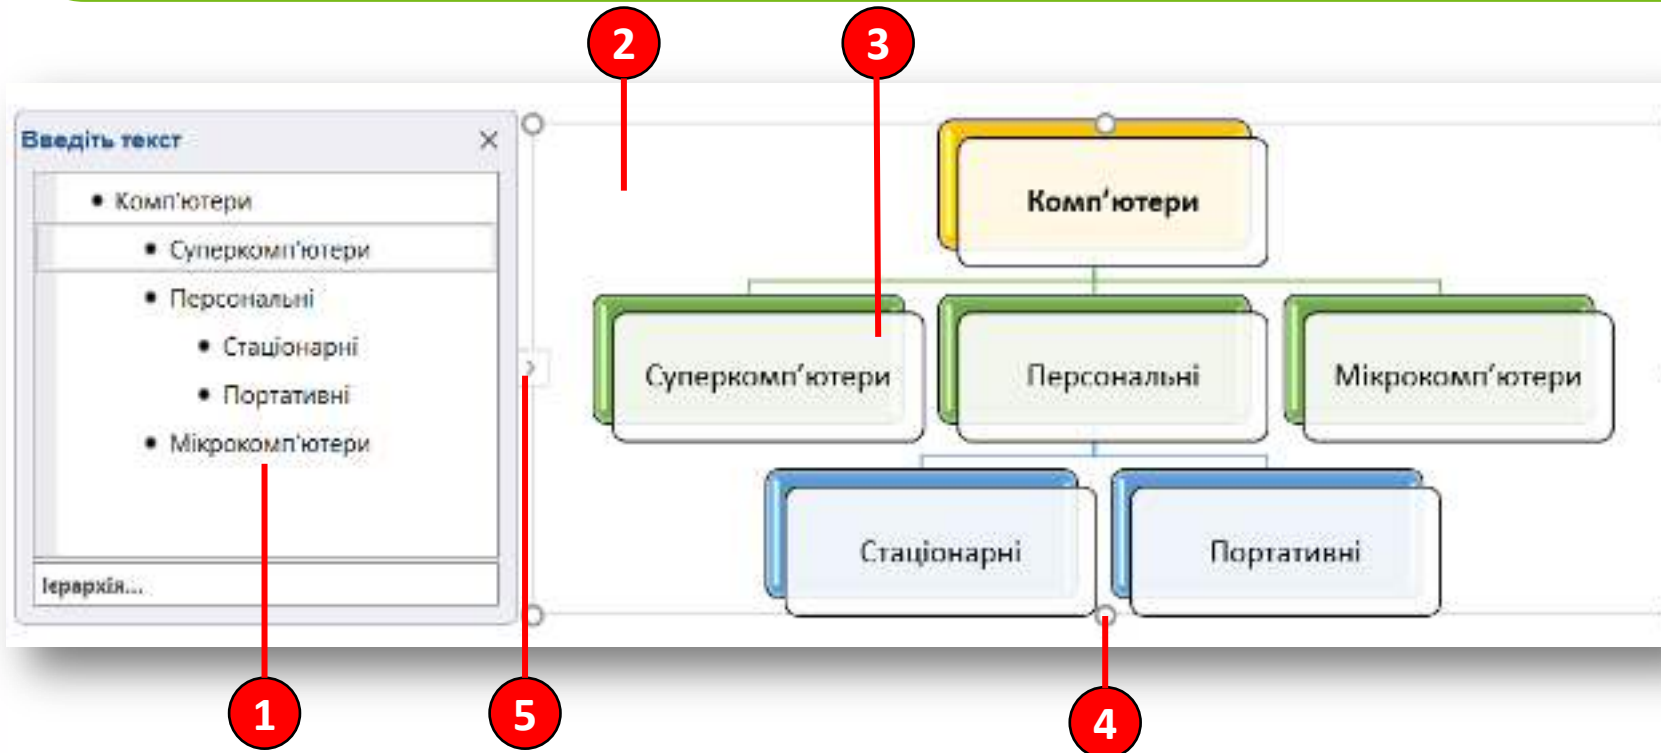 2
3
Введіть текст
• Комп'ютери
• Суперкомп'ютери
• Персональні
• Стаціонарні
• Портативні
• Мікрокомп'ютери
Ієрархія...
Комп'ютери
Суперкомп'ютери
Персональні
Мікрокомп'ютери
Стаціонарні
Портативні
1
5
4